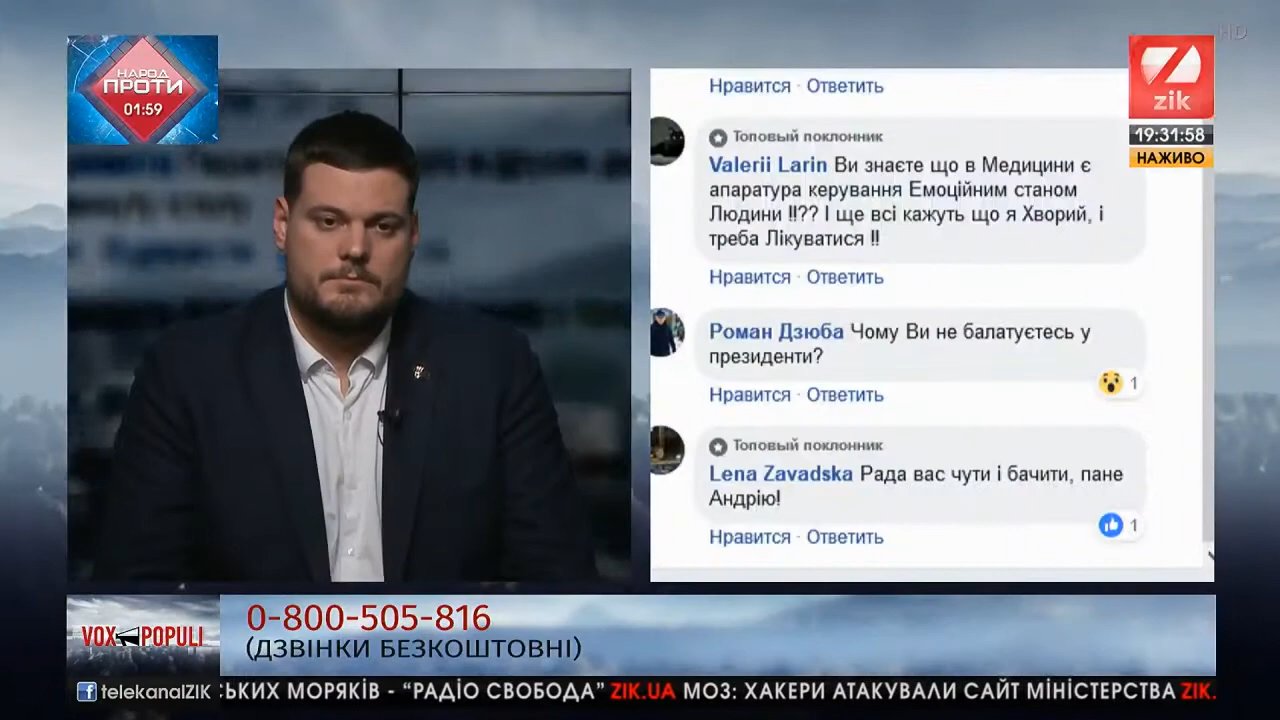 НАРОД
ПРОТИ
01:59
HD
zik
19:31:58
НАЖИВО
Нравится · Ответить
Топовый поклонник
Valerii Larin Ви знаєте що в Медицини є
апаратура керування Емоційним станом
Людини !!?? І ще всі кажуть що я Хворий, і
треба Лікуватися !!
Нравится · Ответить
Роман Дзюба Чому Ви не балатуєтесь у
президенти?
1
Нравится · Ответить
Топовый поклонник
Lena Zavadska Рада вас чути і бачити, пане
Андрію!
1
Нравится · Ответить
VOX POPULI
0-800-505-816
(ДЗВІНКИ БЕЗКОШТОВНІ)
telekanalZIK
СЬКИХ МОРЯКІВ - “РАДІО СВОБОДА” ZIK.UA МОЗ: ХАКЕРИ АТАКУВАЛИ САЙТ МІНІСТЕРСТВА ZIK.